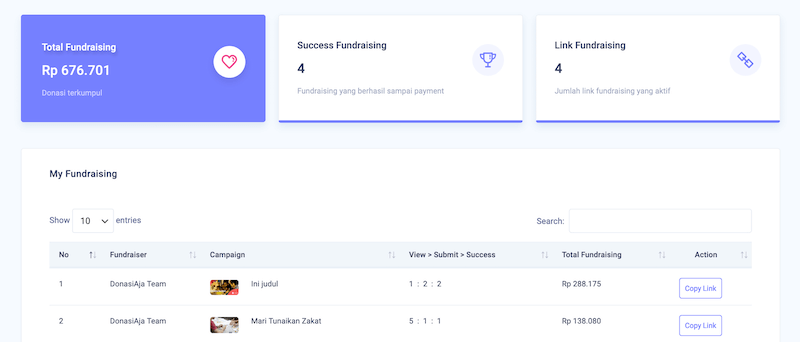 Total Fundraising
Rp 676.701
Donasi terkumpul
Success Fundraising
4
Fundraising yang berhasil sampai payment
Link Fundraising
4
Jumlah link fundraising yang aktif
My Fundraising
Show 10 entries
Search:
No Fundraiser Campaign View > Submit > Success Total Fundraising Action
1 DonasiAja Team Ini judul 1 : 2 : 2 Rp 288.175 Copy Link
2 DonasiAja Team Mari Tunaikan Zakat 5 : 1 : 1 Rp 138.080 Copy Link